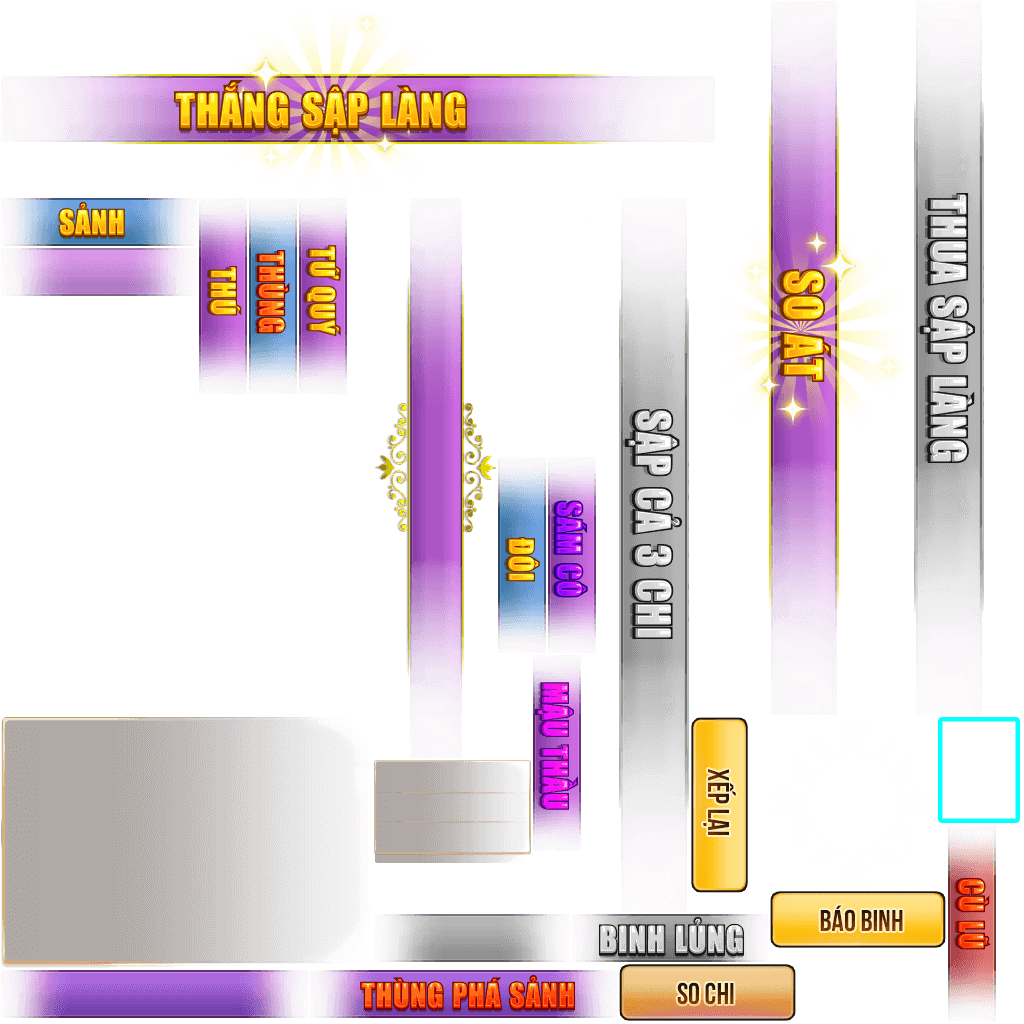 THẮNG SẬP LÀNG
SẢNH
THÚ
THÙNG
TỨ QUÝ
SO ÁT
THUA SẬP LÀNG
SẬP CẢ 3 CHI
ĐÔI
SÁM CÔ
MẬU THẦU
XẾP LẠI
CÙ LŨ
BÁO BINH
BINH LỦNG
THÙNG PHÁ SẢNH
SO CHI